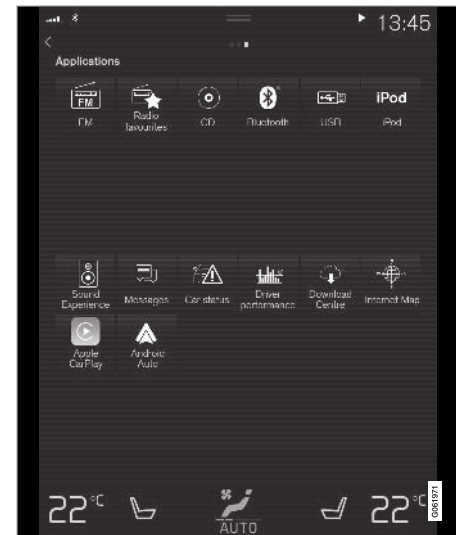 13:45
Applications
FM
iPod
FM
Radio
favourites
CD
Bluetooth
USB
iPod
Sound
Experience
Messages
Car status
Driver
performance
Download
Centre
Internet Map
Apple
CarPlay
Android
Auto
22°C
AUTO
22°C
G061971